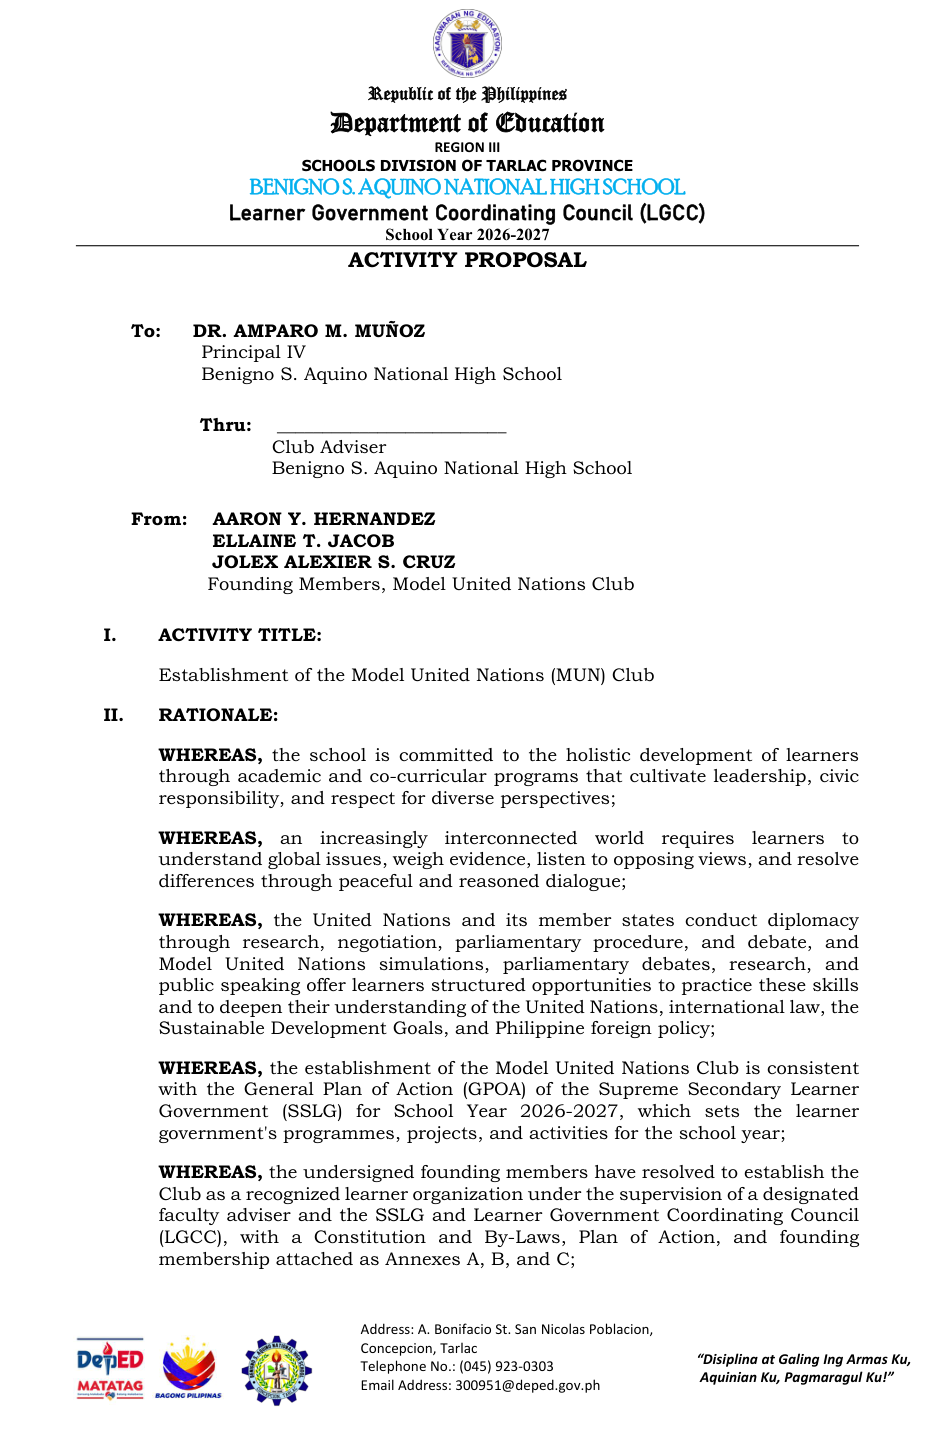 KAGAWARAN NG EDUKASYON
REPUBLIKA NG PILIPINAS
Republic of the Philippines
Department of Education
REGION III
SCHOOLS DIVISION OF TARLAC PROVINCE
BENIGNO S. AQUINO NATIONAL HIGH SCHOOL
Learner Government Coordinating Council (LGCC)
School Year 2026-2027
ACTIVITY PROPOSAL
To: DR. AMPARO M. MUÑOZ
Principal IV
Benigno S. Aquino National High School
Thru: _________________________
Club Adviser
Benigno S. Aquino National High School
From: AARON Y. HERNANDEZ
ELLAINE T. JACOB
JOLEX ALEXIER S. CRUZ
Founding Members, Model United Nations Club
I. ACTIVITY TITLE:
Establishment of the Model United Nations (MUN) Club
II. RATIONALE:
WHEREAS, the school is committed to the holistic development of learners
through academic and co-curricular programs that cultivate leadership, civic
responsibility, and respect for diverse perspectives;
WHEREAS, an increasingly interconnected world requires learners to
understand global issues, weigh evidence, listen to opposing views, and resolve
differences through peaceful and reasoned dialogue;
WHEREAS, the United Nations and its member states conduct diplomacy
through research, negotiation, parliamentary procedure, and debate, and
Model United Nations simulations, parliamentary debates, research, and
public speaking offer learners structured opportunities to practice these skills
and to deepen their understanding of the United Nations, international law, the
Sustainable Development Goals, and Philippine foreign policy;
WHEREAS, the establishment of the Model United Nations Club is consistent
with the General Plan of Action (GPOA) of the Supreme Secondary Learner
Government (SSLG) for School Year 2026-2027, which sets the learner
government's programmes, projects, and activities for the school year;
WHEREAS, the undersigned founding members have resolved to establish the
Club as a recognized learner organization under the supervision of a designated
faculty adviser and the SSLG and Learner Government Coordinating Council
(LGCC), with a Constitution and By-Laws, Plan of Action, and founding
membership attached as Annexes A, B, and C;
DepED
MATATAG
BAGONG PILIPINAS
Address: A. Bonifacio St. San Nicolas Poblacion,
Concepcion, Tarlac
Telephone No.: (045) 923-0303
Email Address: 300951@deped.gov.ph
“Disiplina at Galing Ing Armas Ku,
Aquinian Ku, Pagmaragul Ku!”